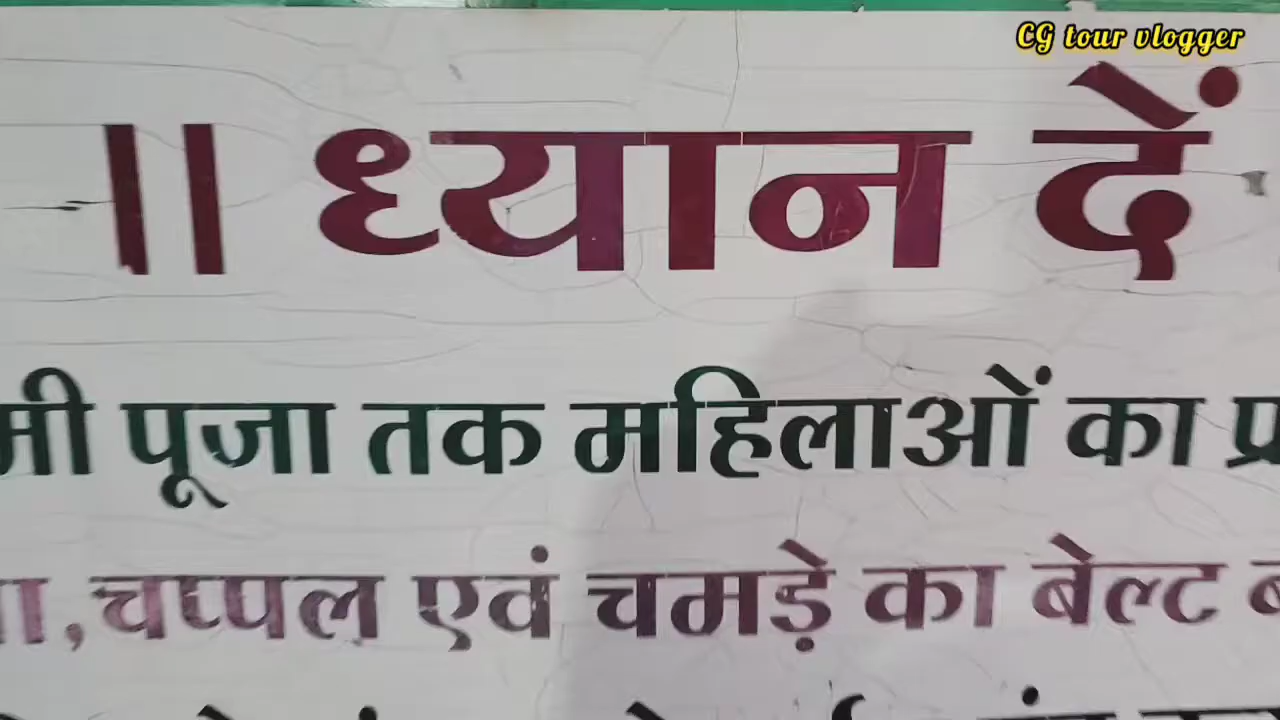 CG tour vlogger
॥ ध्यान दें
पूजा तक महिलाओं का
चप्पल एवं चमड़े का बेल्ट